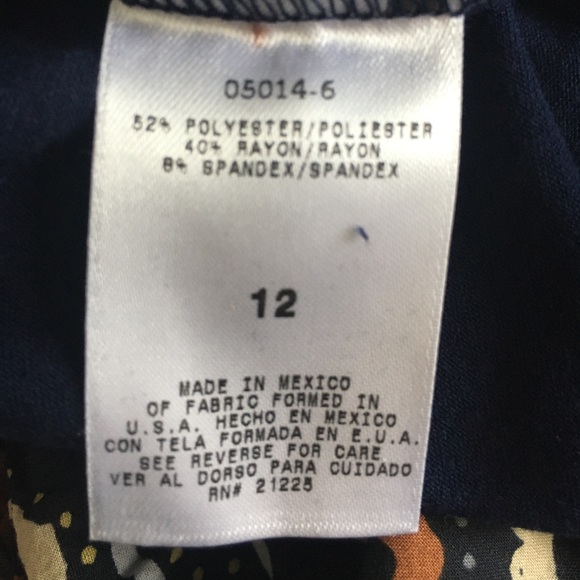 05014-6
52% POLYESTER/POLIESTER
40% RAYON/RAYON
8% SPANDEX/SPANDEX
12
MADE IN MEXICO
OF FABRIC FORMED IN
U.S.A. HECHO EN MEXICO
CON TELA FORMADA EN E.U.A.
SEE REVERSE FOR CARE
VER AL DORSO PARA CUIDADO
RN# 21225